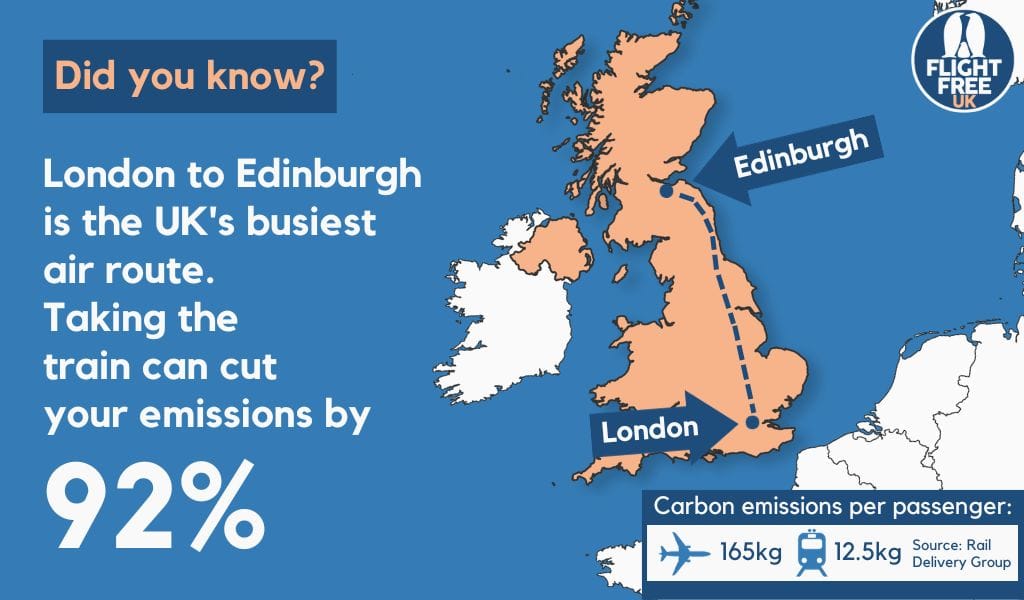 Did you know?
London to Edinburgh
is the UK's busiest
air route.
Taking the
train can cut
your emissions by
92%
FLIGHT
FREE
UK
Edinburgh
London
Carbon emissions per passenger:
165kg
12.5kg
Source: Rail
Delivery Group